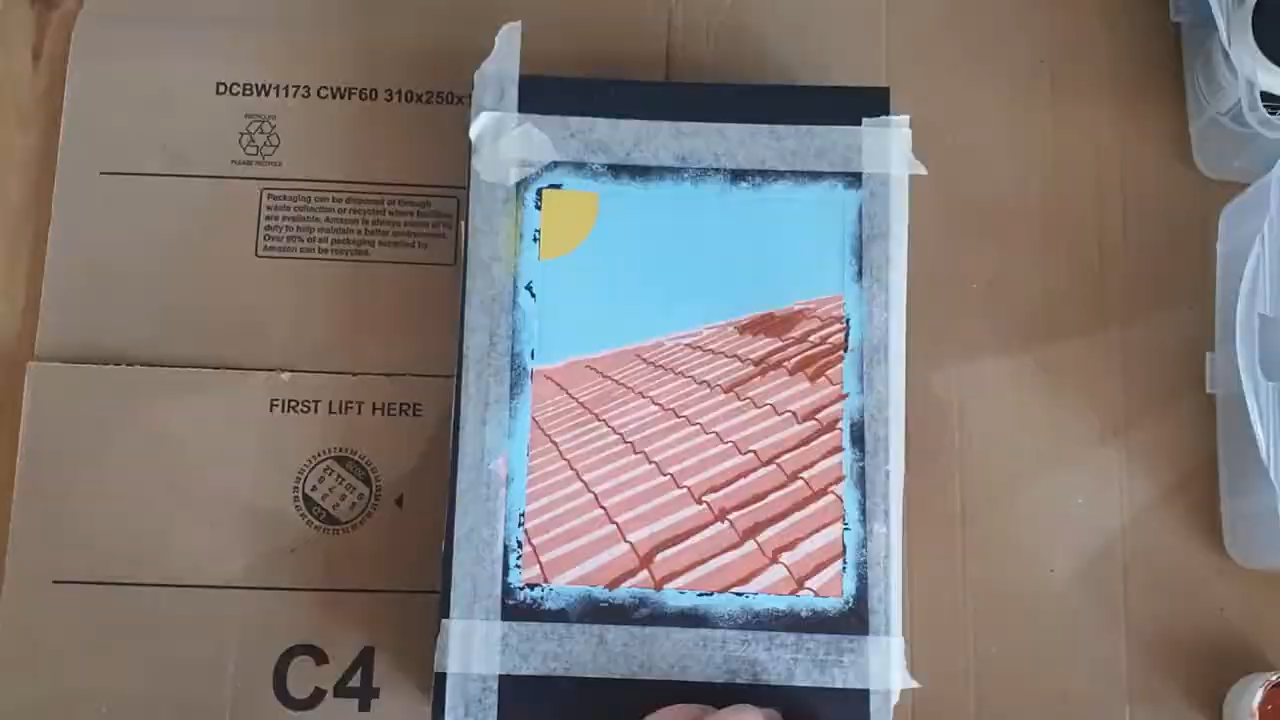 DCBW1173 CWF60 310x250x
RECYCLED
PLEASE RECYCLE
Packaging can be disposed of through
waste collection or recycled where facilities
are available. Amazon is always aware of its
duty to help maintain a better environment.
Over 90% of all packaging supplied by
Amazon can be recycled.
FIRST LIFT HERE
C4